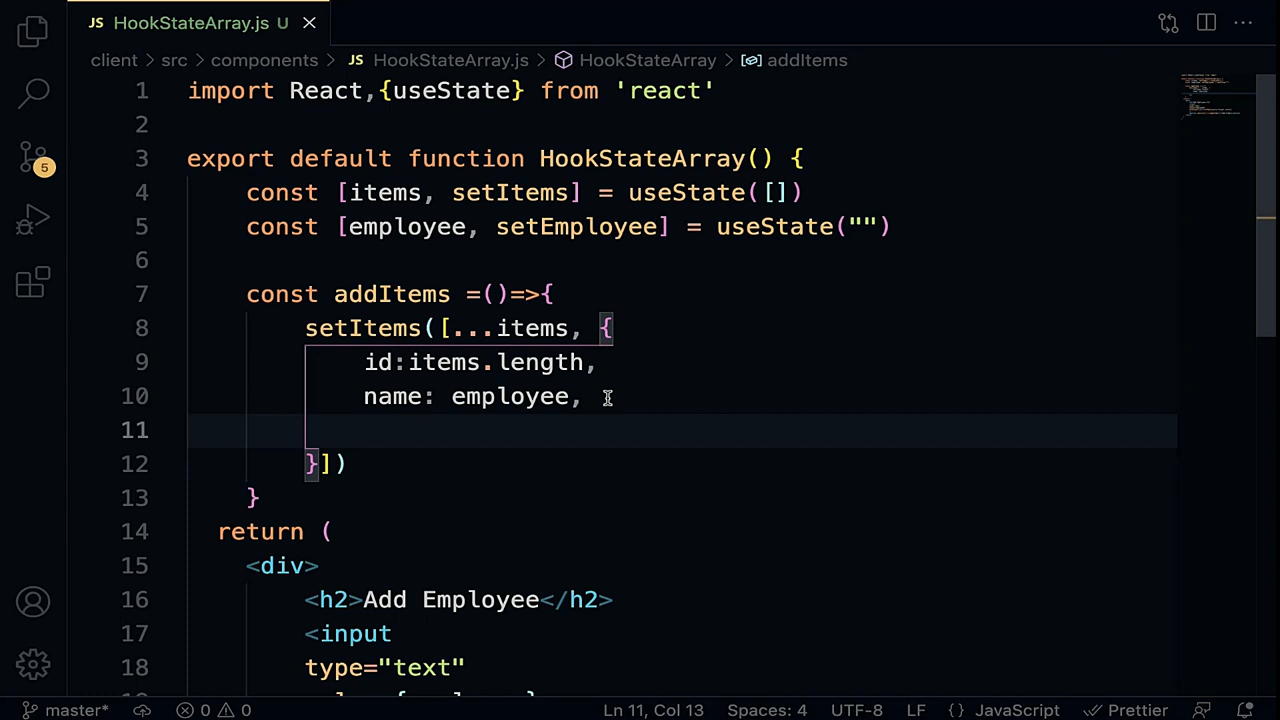 JS HookStateArray.js U
client > src > components > JS HookStateArray.js > HookStateArray > addItems
1 import React,{useState} from 'react'
2
3 export default function HookStateArray() {
4 const [items, setItems] = useState([])
5 const [employee, setEmployee] = useState("")
6
7 const addItems =()=>{
8 setItems([...items, {
9 id:items.length,
10 name: employee,
11
12 }])
13 }
14 return (
15 <div>
16 <h2>Add Employee</h2>
17 <input
18 type="text"
5
master* 0 0 Ln 11, Col 13 Spaces: 4 UTF-8 LF {} JavaScript Prettier